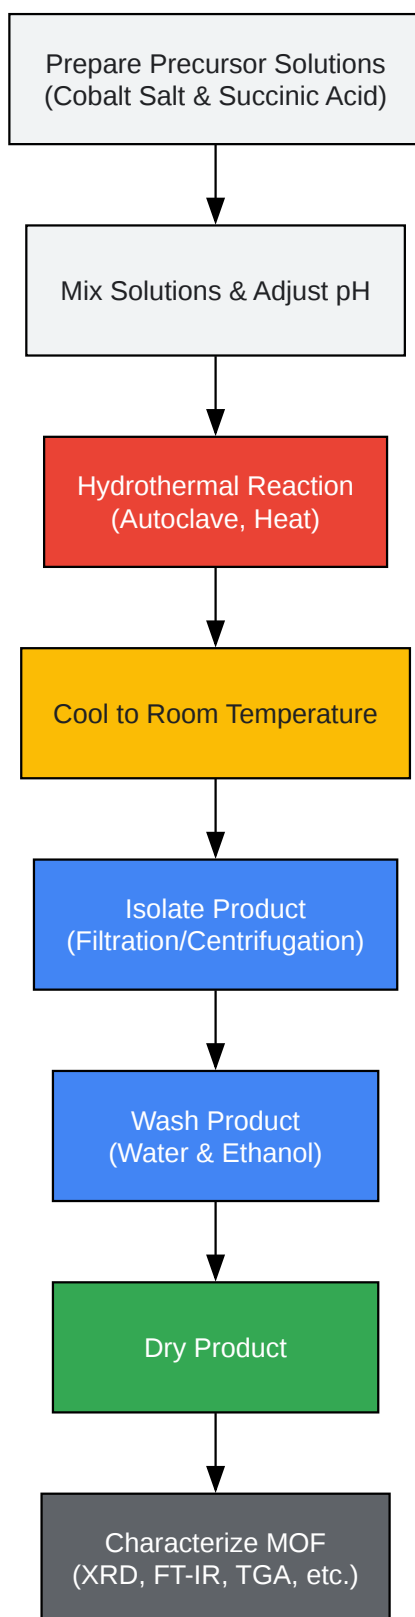 Prepare Precursor Solutions
(Cobalt Salt & Succinic Acid)
Mix Solutions & Adjust pH
Hydrothermal Reaction
(Autoclave, Heat)
Cool to Room Temperature
Isolate Product
(Filtration/Centrifugation)
Wash Product
(Water & Ethanol)
Dry Product
Characterize MOF
(XRD, FT-IR, TGA, etc.)